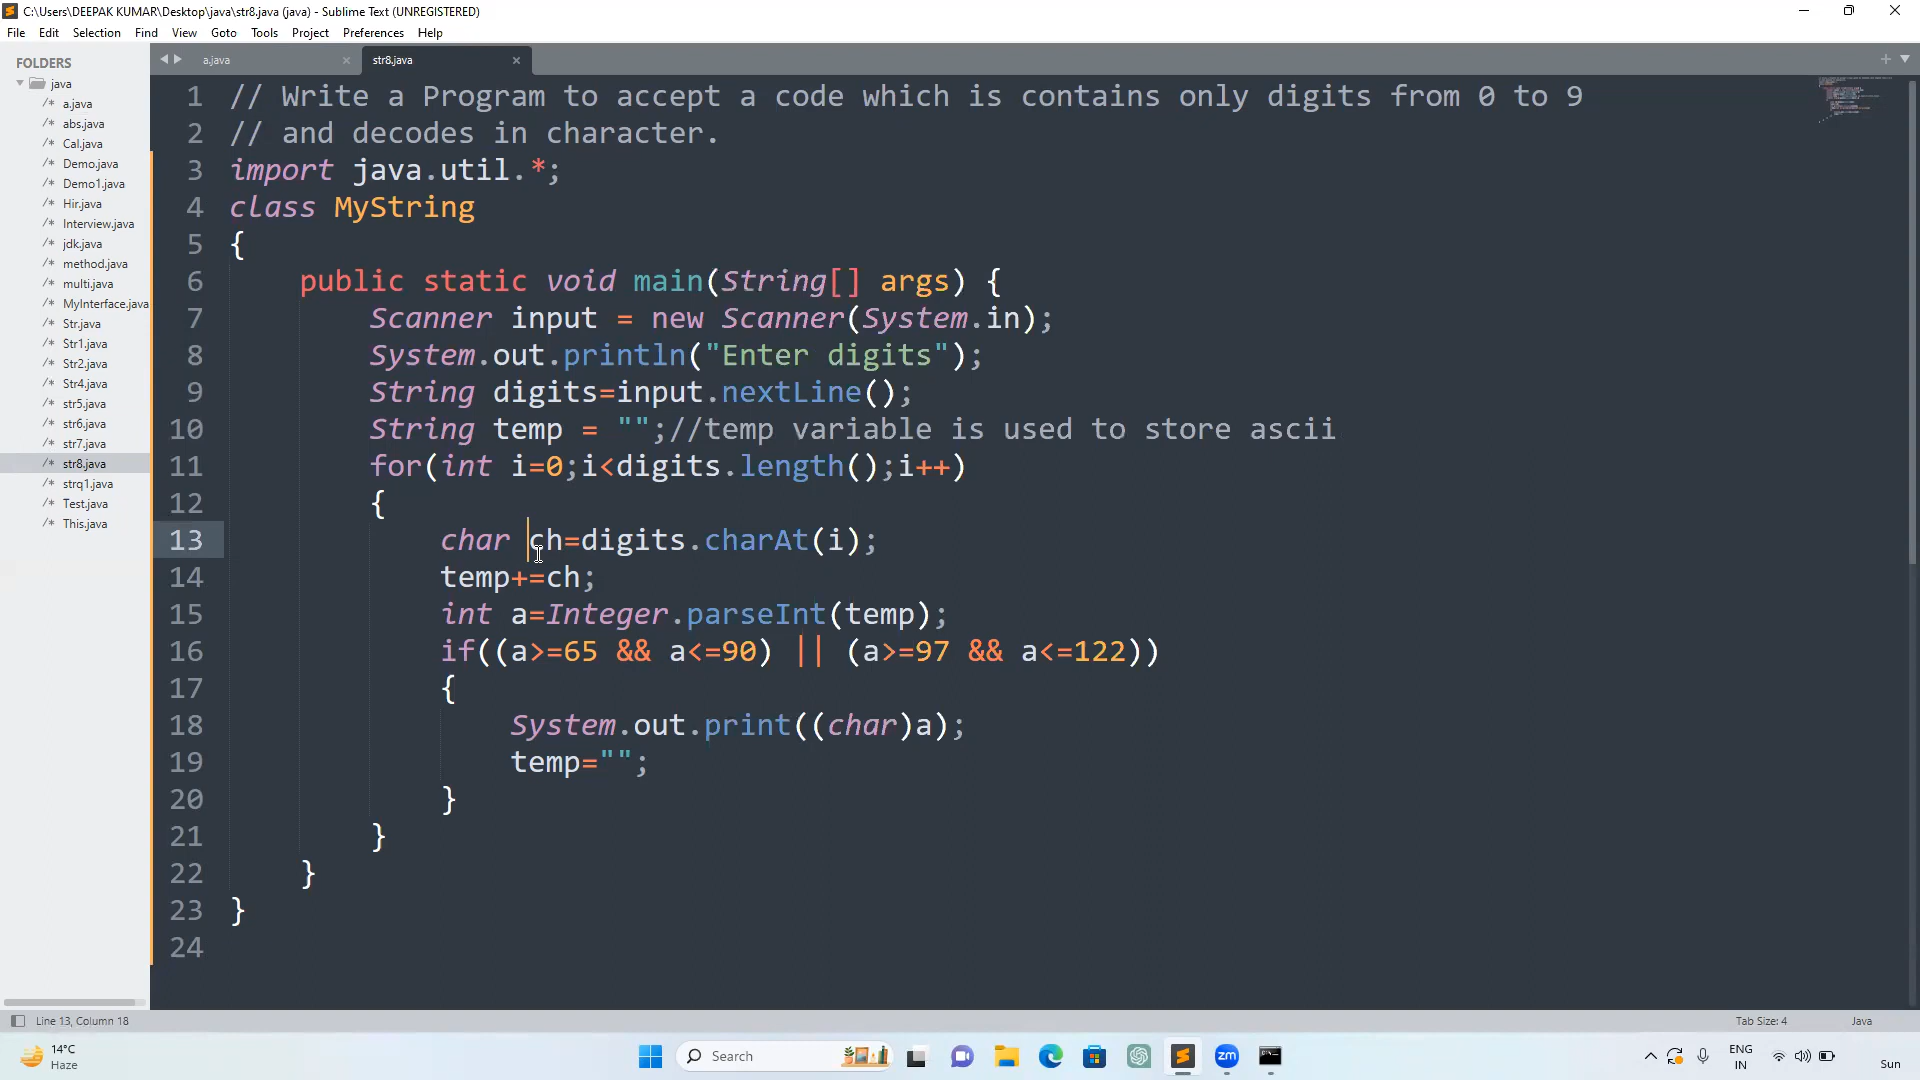 C:\Users\DEEPAK KUMAR\Desktop\java\str8.java (java) - Sublime Text (UNREGISTERED)
File Edit Selection Find View Goto Tools Project Preferences Help
FOLDERS
java
a.java
abs.java
Cal.java
Demo.java
Demo1.java
Hir.java
Interview.java
jdk.java
method.java
multi.java
MyInterface.java
Str.java
Str1.java
Str2.java
Str4.java
str5.java
str6.java
str7.java
str8.java
strq1.java
Test.java
This.java
a.java
str8.java
1 // Write a Program to accept a code which is contains only digits from 0 to 9
2 // and decodes in character.
3 import java.util.*;
4 class MyString
5 {
6 public static void main(String[] args) {
7 Scanner input = new Scanner(System.in);
8 System.out.println("Enter digits");
9 String digits=input.nextLine();
10 String temp = "";//temp variable is used to store ascii
11 for(int i=0;i<digits.length();i++)
12 {
13 char ch=digits.charAt(i);
14 temp+=ch;
15 int a=Integer.parseInt(temp);
16 if((a>=65 && a<=90) || (a>=97 && a<=122))
17 {
18 System.out.print((char)a);
19 temp="";
20 }
21 }
22 }
23 }
24
Line 13, Column 18
Tab Size: 4
Java
14°C
Haze
Search
zm
ENG
IN
Sun